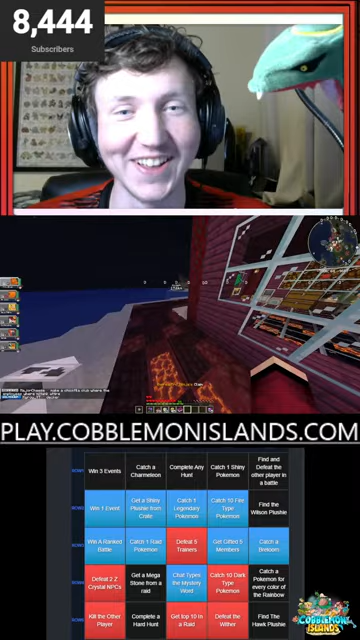 8,444
Subscribers
PLAY.COBBLEMONISLANDS.COM
Win 3 Events
Catch a Charmeleon
Complete Any Hunt
Catch 1 Shiny Pokemon
Find and Defeat the other player in a battle
Win 1 Event
Get a Shiny Plushie from Crate
Catch 1 Legendary Pokemon
Catch 10 Fire Type Pokemon
Find the Wilson Plushie
Win A Ranked Battle
Catch 1 Raid Pokemon
Defeat 5 Trainers
Get Gifted 5 Members
Catch a Breloom
Defeat 2 Z Crystal NPCs
Get a Mega Stone from a raid
Chat Types the Mystery Word
Catch 10 Dark Type Pokemon
Catch a Pokemon for every color of the Rainbow
Kill the Other Player
Complete a Hard Hunt
Get top 10 in a Raid
Defeat the Wither
Find The Hawk Plushie
COBBLEMON
ISLANDS